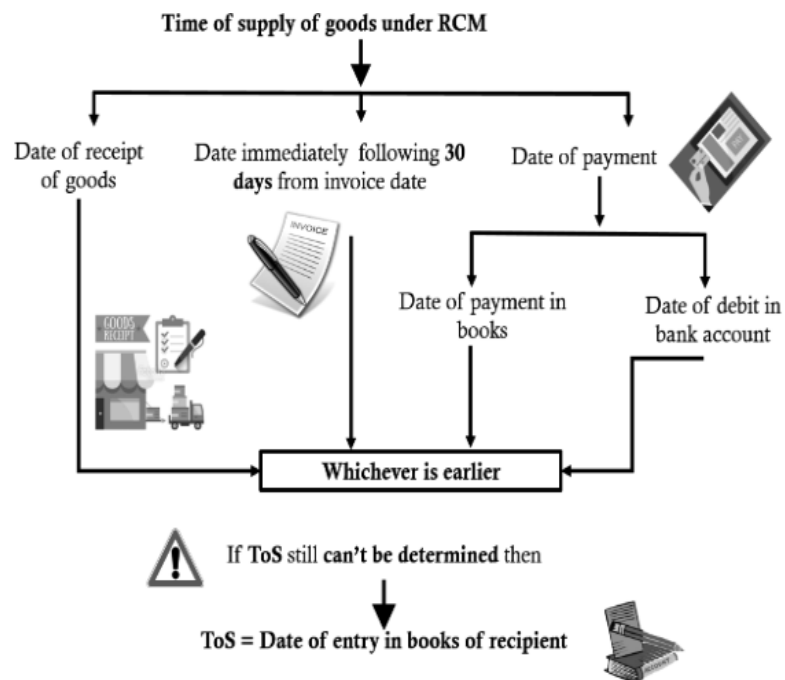 Time of supply of goods under RCM
Date of receipt
of goods
Date immediately following 30
days from invoice date
Date of payment
INVOICE
GOODS
RECEIPT
Date of payment in
books
Date of debit in
bank account
Whichever is earlier
If ToS still can't be determined then
ToS = Date of entry in books of recipient
ACCOUNT